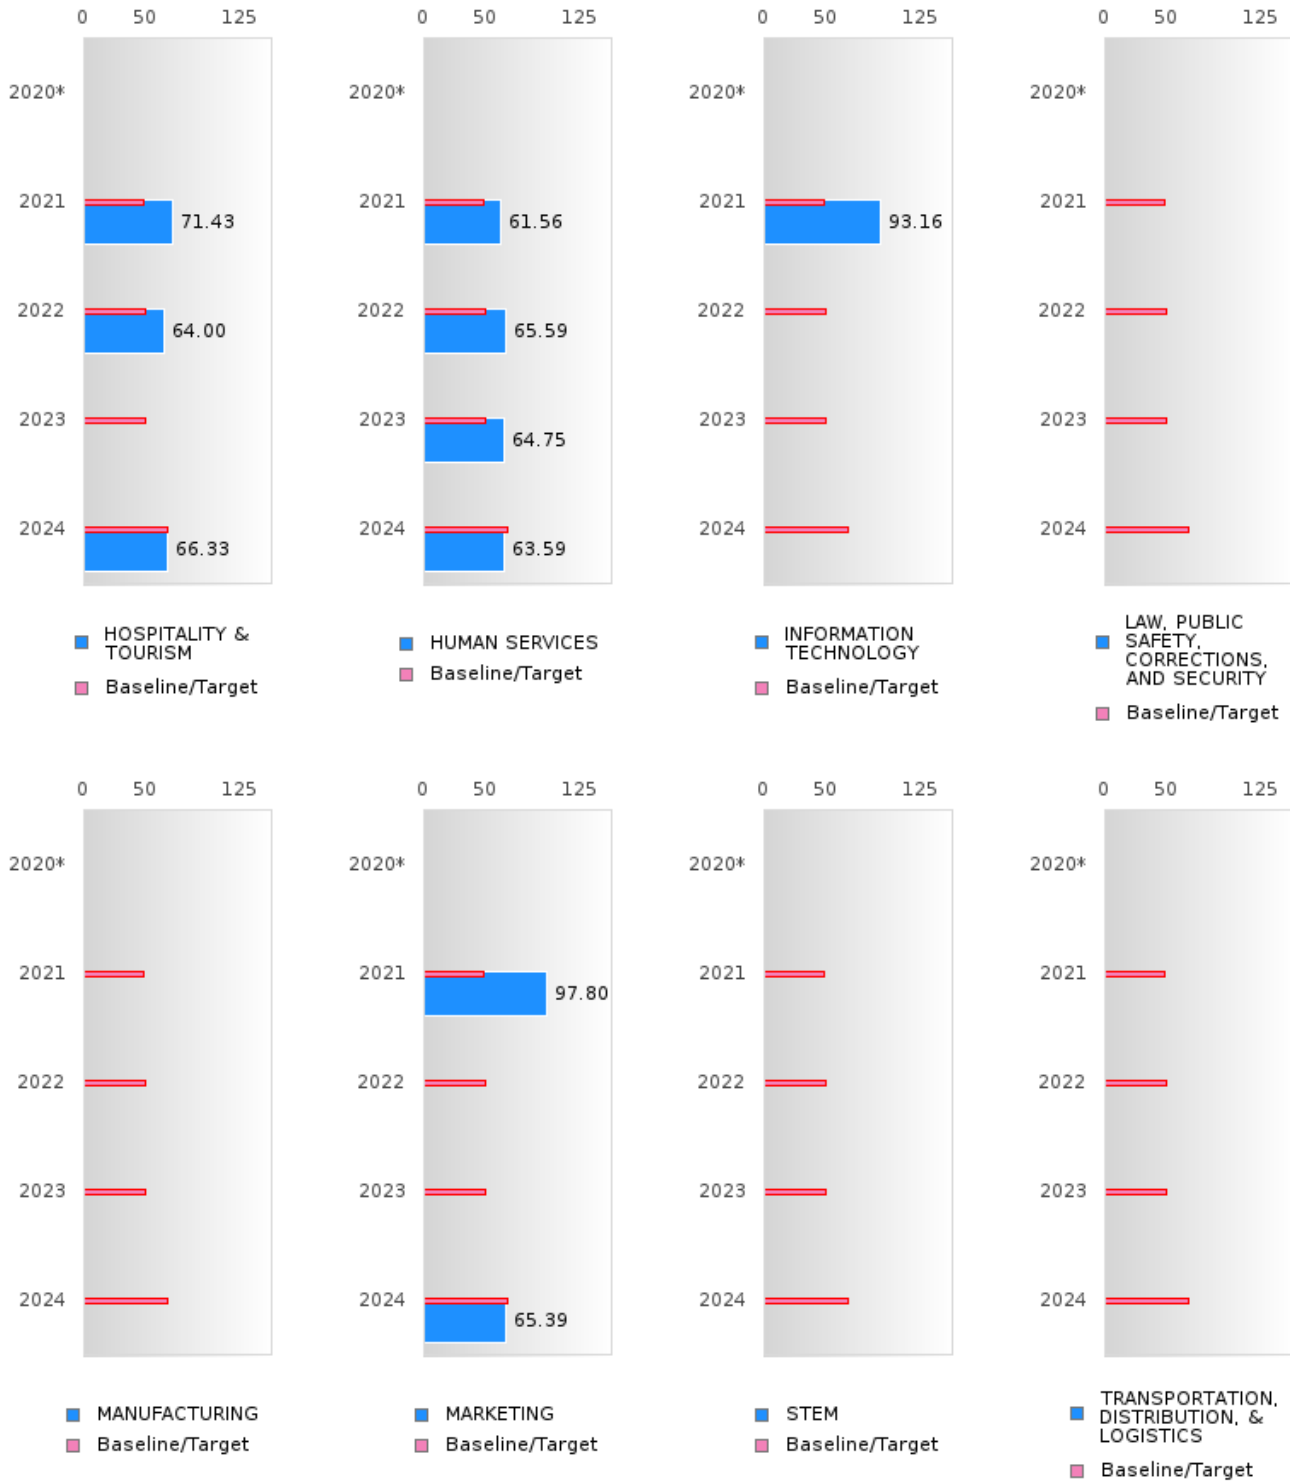 0 50 125
2020*
2021 71.43
2022 64.00
2023
2024 66.33
HOSPITALITY &
TOURISM
Baseline/Target
0 50 125
2020*
2021 61.56
2022 65.59
2023 64.75
2024 63.59
HUMAN SERVICES
Baseline/Target
0 50 125
2020*
2021 93.16
2022
2023
2024
INFORMATION
TECHNOLOGY
Baseline/Target
0 50 125
2020*
2021
2022
2023
2024
LAW, PUBLIC
SAFETY,
CORRECTIONS,
AND SECURITY
Baseline/Target
0 50 125
2020*
2021
2022
2023
2024
MANUFACTURING
Baseline/Target
0 50 125
2020*
2021 97.80
2022
2023
2024 65.39
MARKETING
Baseline/Target
0 50 125
2020*
2021
2022
2023
2024
STEM
Baseline/Target
0 50 125
2020*
2021
2022
2023
2024
TRANSPORTATION,
DISTRIBUTION, &
LOGISTICS
Baseline/Target